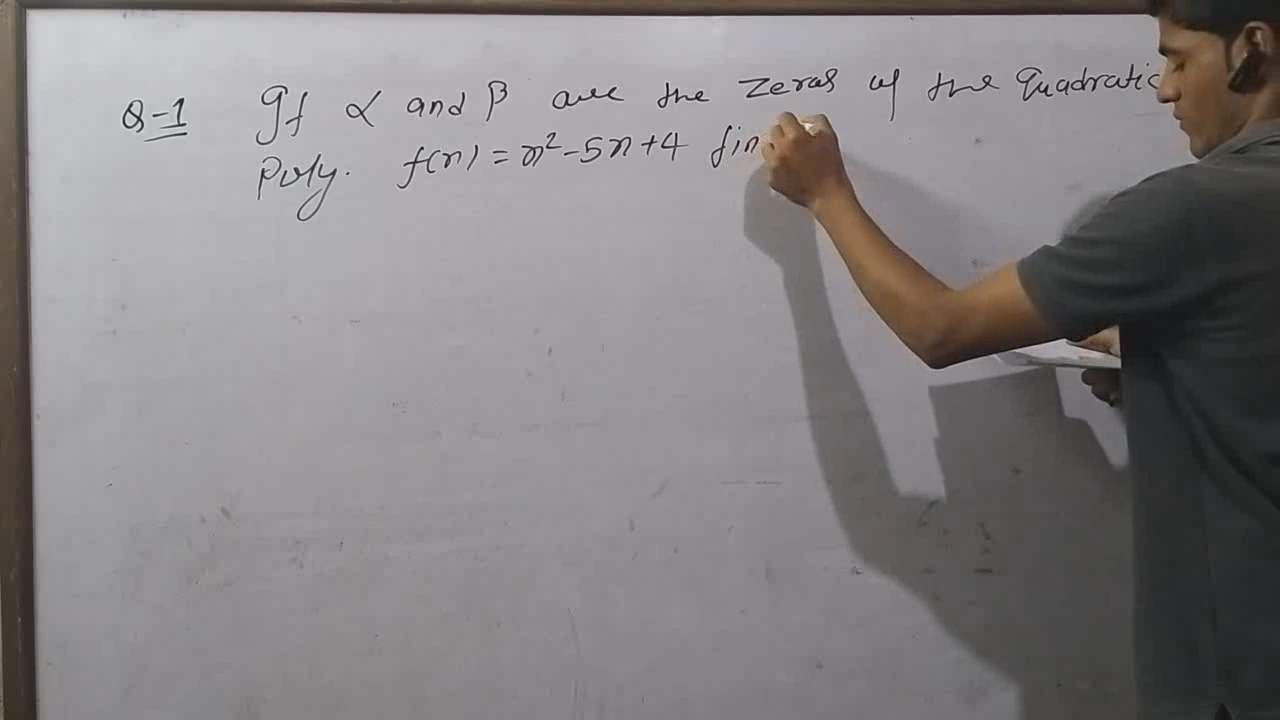 Q-1 If α and β are the zeros of the Quadratic
Poly. f(x) = x² - 5x + 4 fin